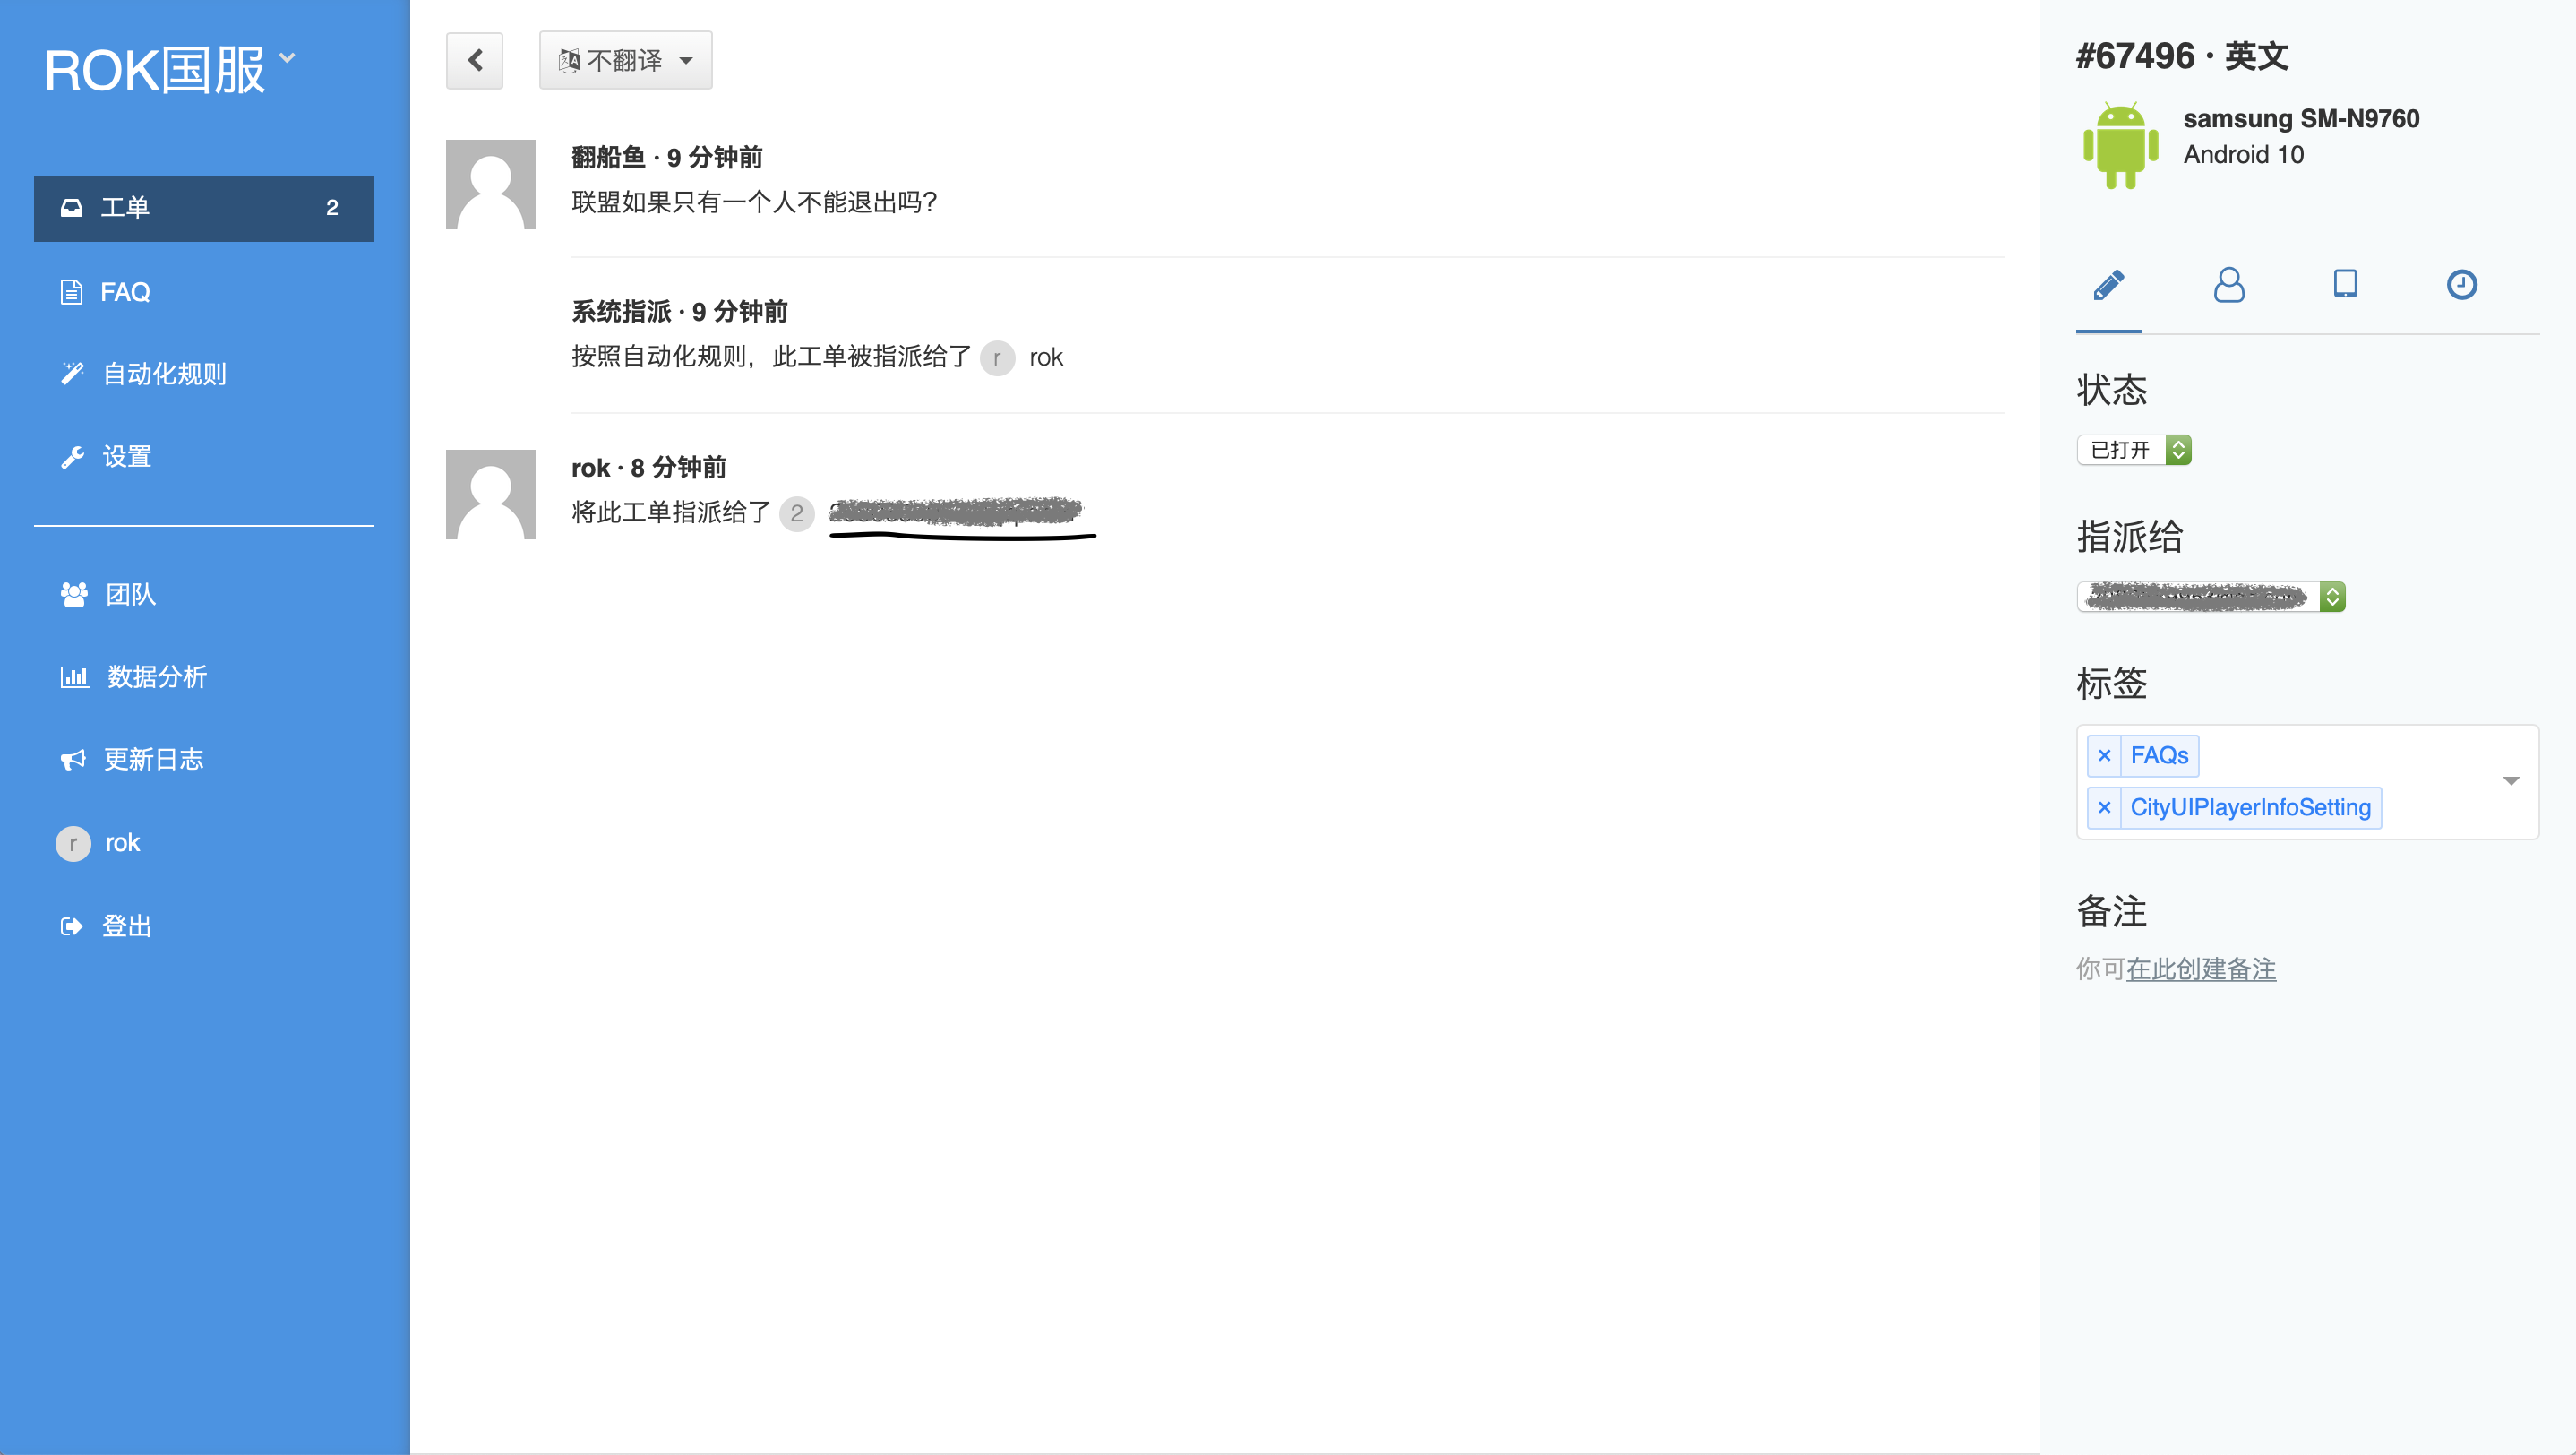 ROK国服
工单 2
FAQ
自动化规则
设置
团队
数据分析
更新日志
r rok
登出
不翻译
翻船鱼 · 9 分钟前
联盟如果只有一个人不能退出吗？
系统指派 · 9 分钟前
按照自动化规则，此工单被指派给了 r rok
rok · 8 分钟前
将此工单指派给了 2
#67496 · 英文
samsung SM-N9760
Android 10
状态
已打开
指派给
标签
× FAQs
× CityUIPlayerInfoSetting
备注
你可在此创建备注